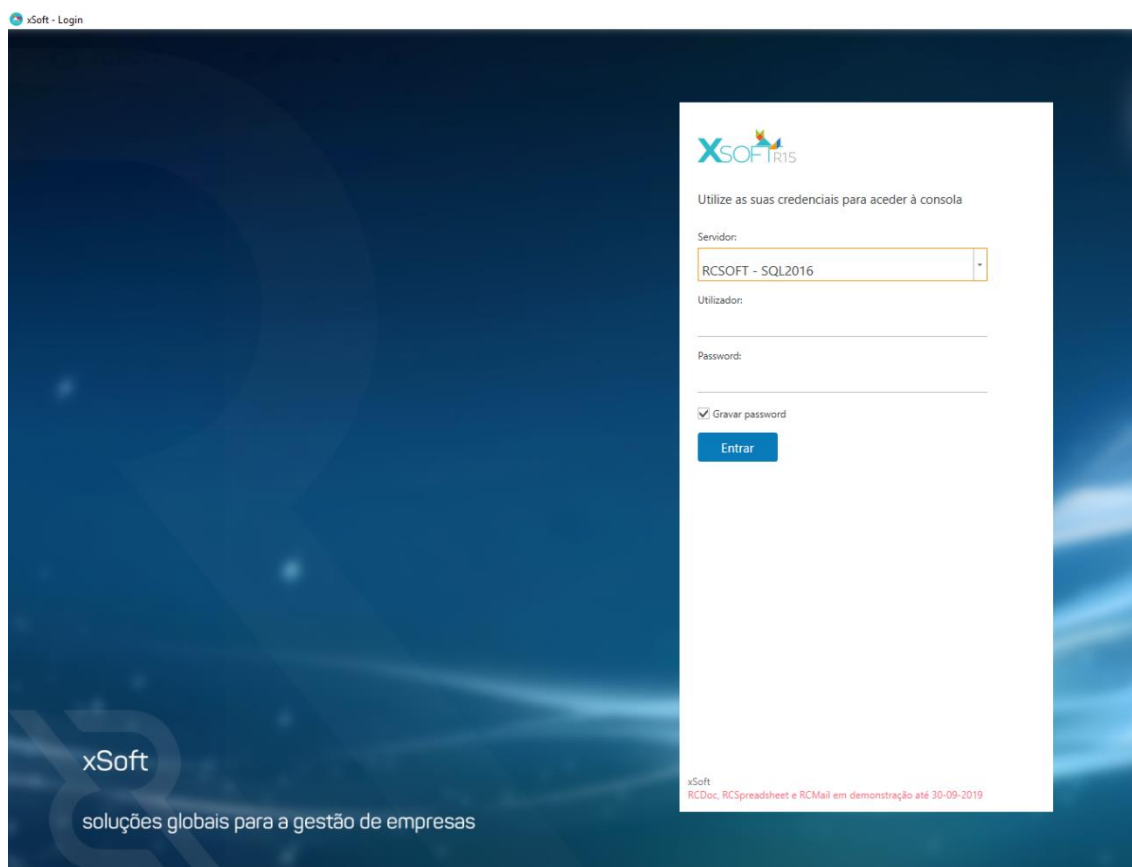 xSoft - Login
XSOFT R15
Utilize as suas credenciais para aceder à consola
Servidor:
RCSOFT - SQL2016
Utilizador:
Password:
Gravar password
Entrar
xSoft
RCDoc, RCSpreadsheet e RCMail em demonstração até 30-09-2019
xSoft
soluções globais para a gestão de empresas